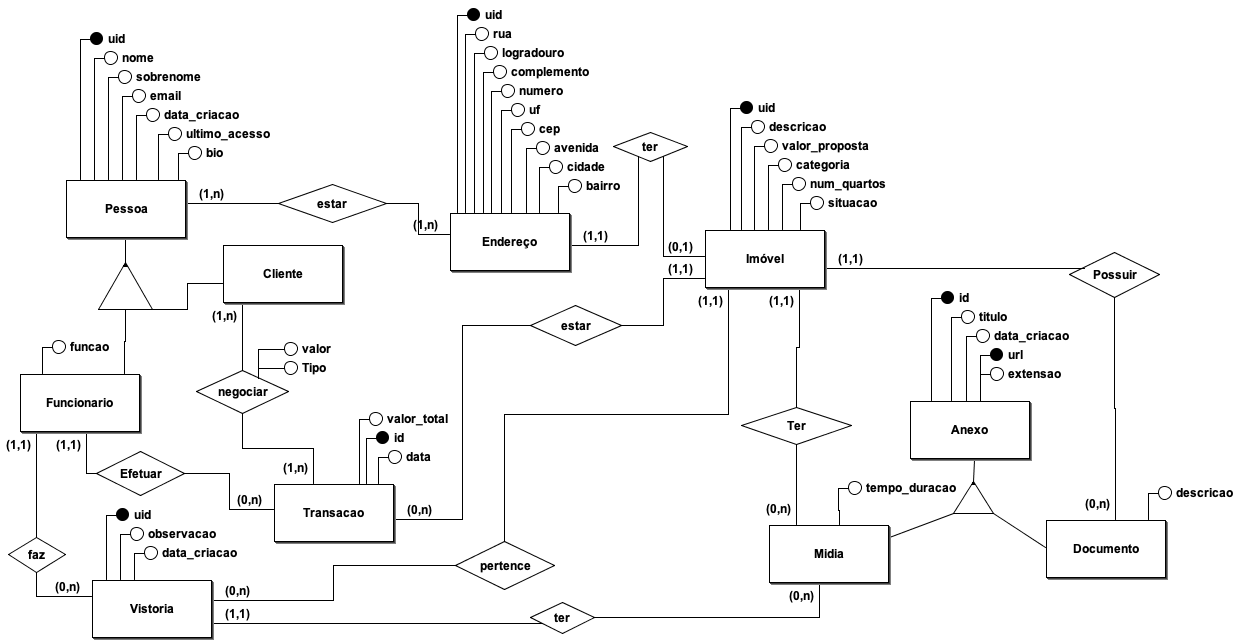 uid
nome
sobrenome
email
data_criacao
ultimo_acesso
bio
Pessoa
(1,n)
estar
(1,n)
uid
rua
logradouro
complemento
numero
uf
cep
avenida
cidade
bairro
Endereço
(1,1)
ter
(0,1)
uid
descricao
valor_proposta
categoria
num_quartos
situacao
Imóvel
(1,1)
(1,1)
(1,1)
(1,1)
Possuir
Cliente
(1,n)
valor
Tipo
negociar
(1,n)
estar
funcao
Funcionario
(1,1)
(1,1)
Efetuar
(0,n)
valor_total
id
data
Transacao
(0,n)
id
titulo
data_criacao
url
extensao
Anexo
Ter
(0,n)
tempo_duracao
Midia
(0,n)
(0,n)
descricao
Documento
faz
(0,n)
uid
observacao
data_criacao
Vistoria
(0,n)
pertence
(1,1)
ter